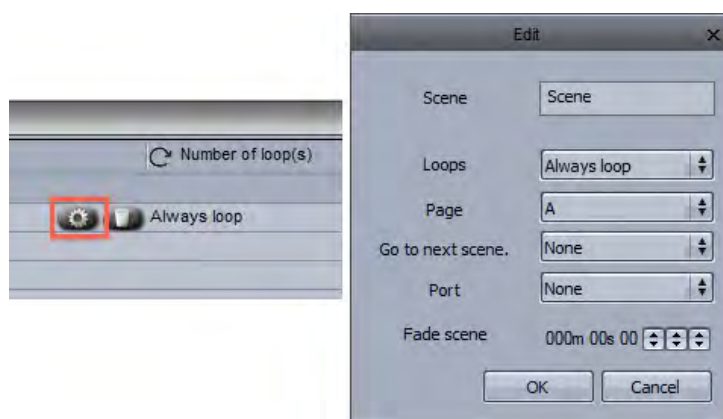 Number of loop(s)
Always loop
Edit
Scene Scene
Loops Always loop
Page A
Go to next scene. None
Port None
Fade scene 000m 00s 00
OK Cancel